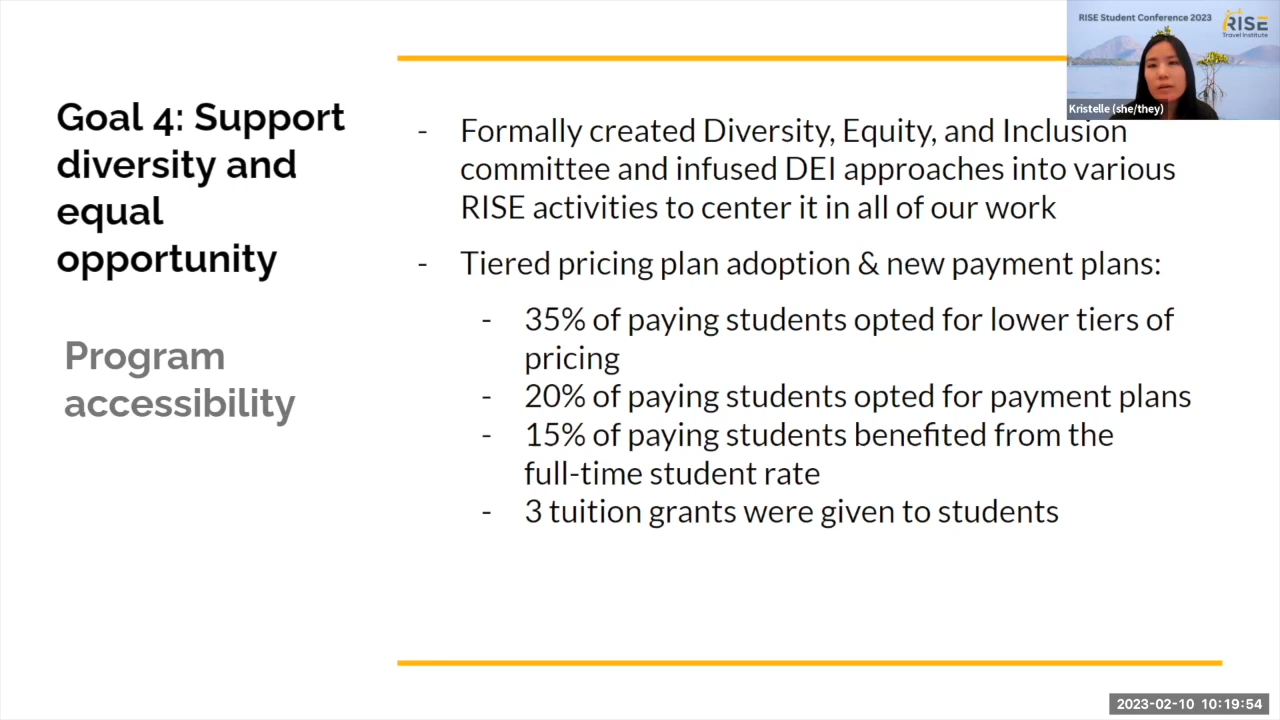 RISE Student Conference 2023
RISE
Travel Institute
Kristelle (she/they)
Goal 4: Support
diversity and
equal
opportunity
Program
accessibility
- Formally created Diversity, Equity, and Inclusion
committee and infused DEI approaches into various
RISE activities to center it in all of our work
- Tiered pricing plan adoption & new payment plans:
- 35% of paying students opted for lower tiers of
pricing
- 20% of paying students opted for payment plans
- 15% of paying students benefited from the
full-time student rate
- 3 tuition grants were given to students
2023-02-10 10:19:54